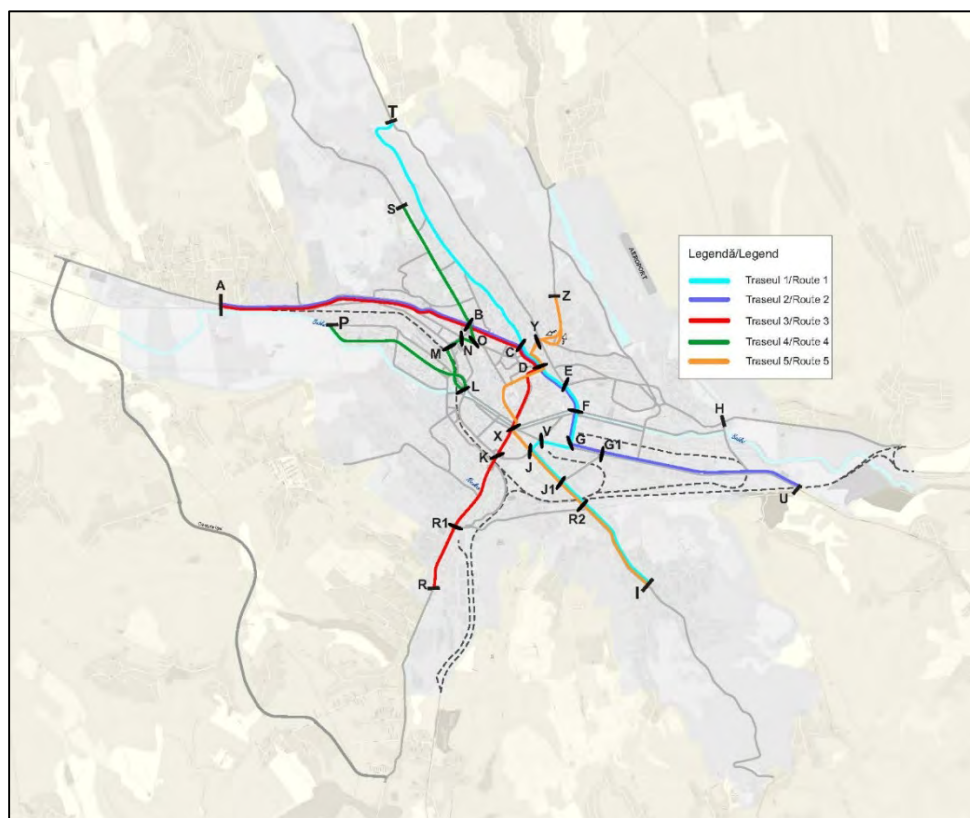 T
S
A
P
B
M
N
O
L
C
Y
Z
D
E
F
H
X
V
G
G1
K
J
J1
R2
U
R1
R
I
AEROPORT
Legendă/Legend
Traseul 1/Route 1
Traseul 2/Route 2
Traseul 3/Route 3
Traseul 4/Route 4
Traseul 5/Route 5